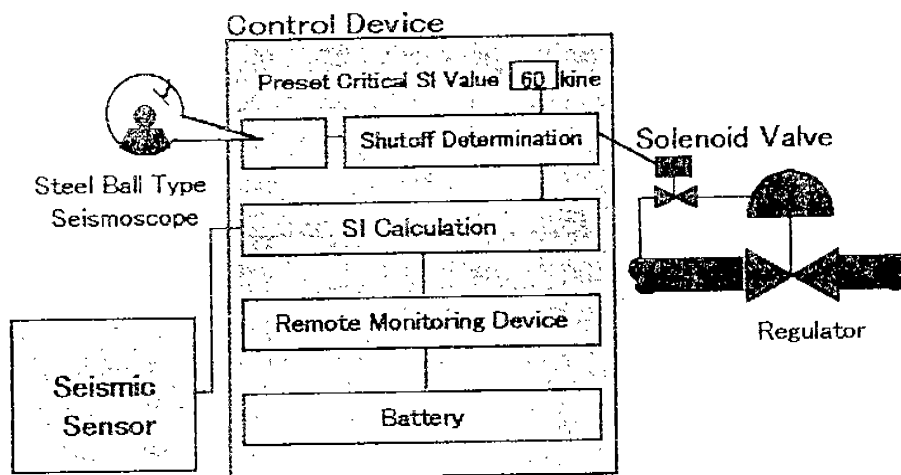 Control Device
Preset Critical SI Value 60 kine
Shutoff Determination
Solenoid Valve
Steel Ball Type
Seismoscope
SI Calculation
Remote Monitoring Device
Regulator
Seismic
Sensor
Battery